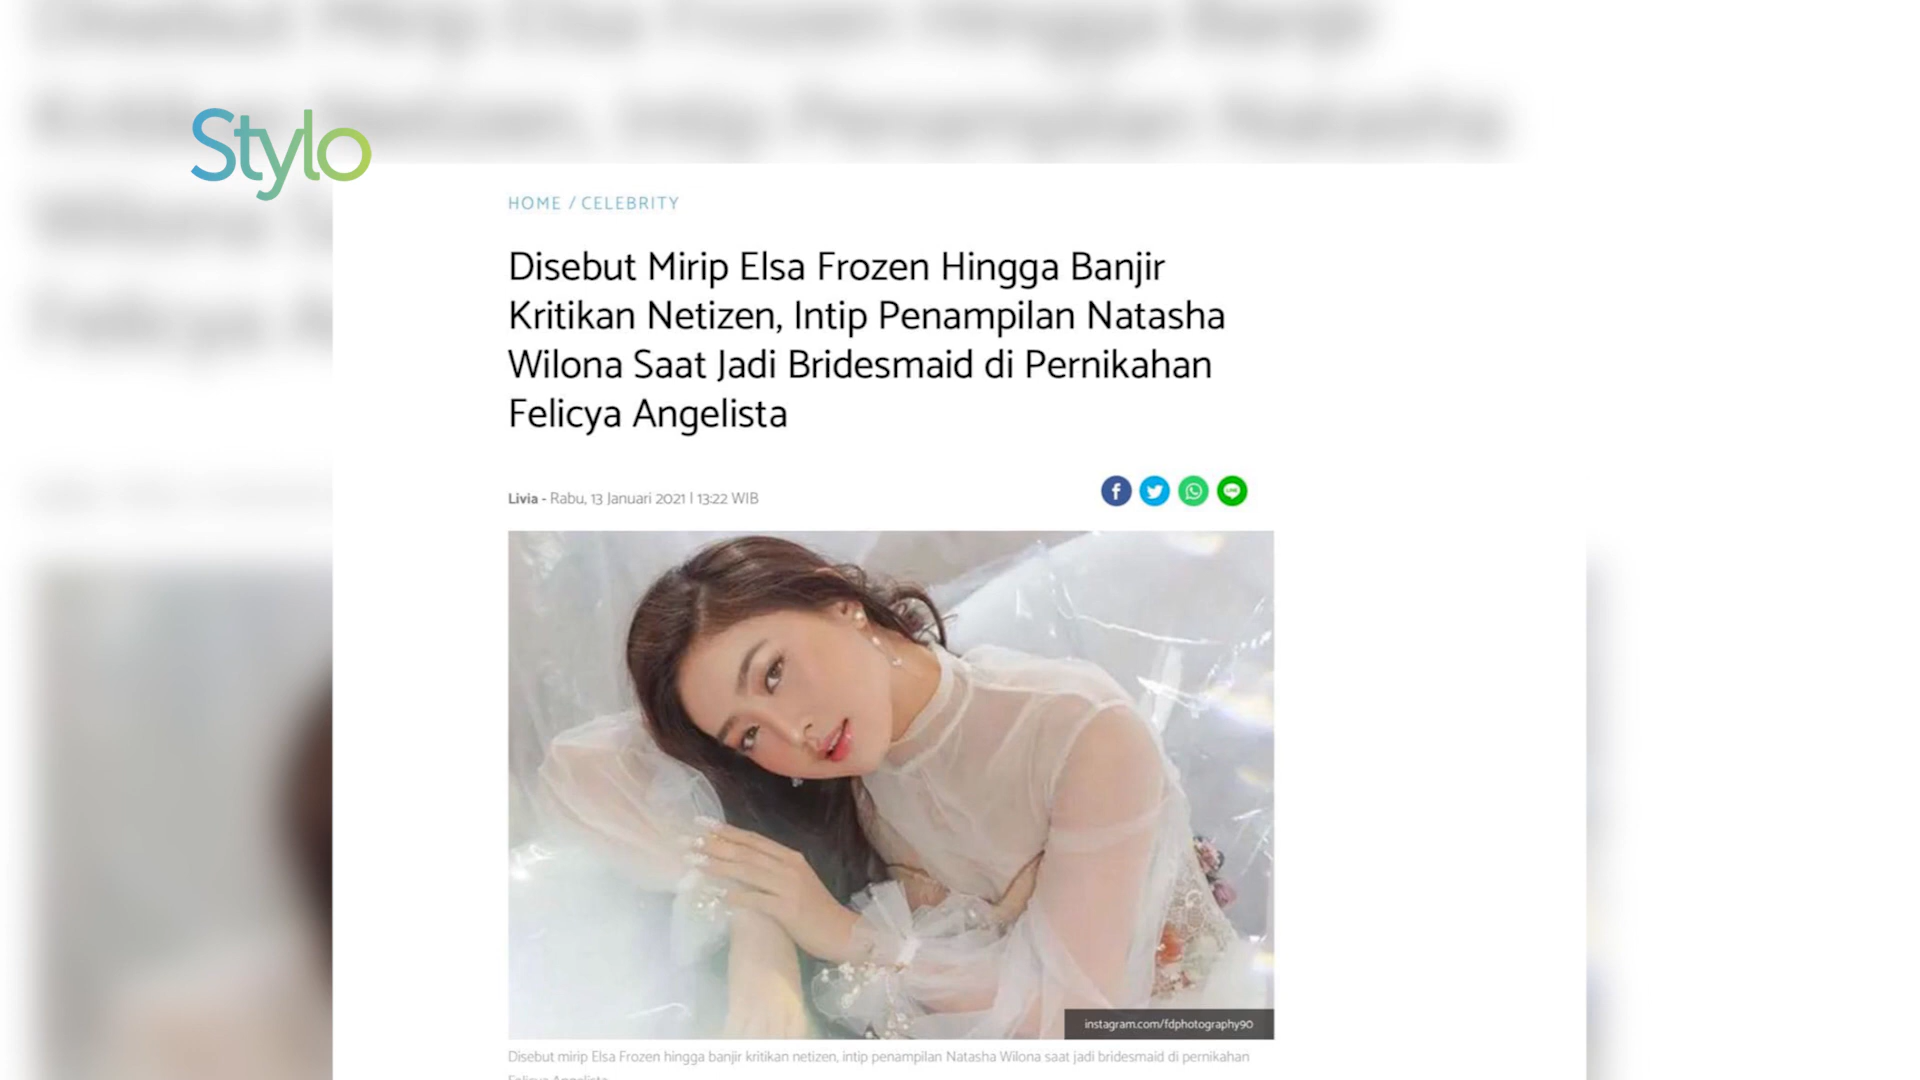 Stylo
HOME / CELEBRITY
Disebut Mirip Elsa Frozen Hingga Banjir
Kritikan Netizen, Intip Penampilan Natasha
Wilona Saat Jadi Bridesmaid di Pernikahan
Felicya Angelista
Livia - Rabu, 13 Januari 2021 | 13:22 WIB
instagram.com/fdphotography90
Disebut mirip Elsa Frozen hingga banjir kritikan netizen, intip penampilan Natasha Wilona saat jadi bridesmaid di pernikahan